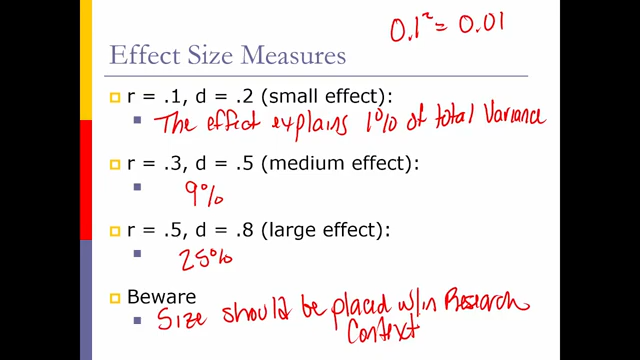 0.1² = 0.01
Effect Size Measures
r = .1, d = .2 (small effect):
The effect explains 1% of total Variance
r = .3, d = .5 (medium effect):
9%
r = .5, d = .8 (large effect):
25%
Beware
Size should be placed w/in Research
Context